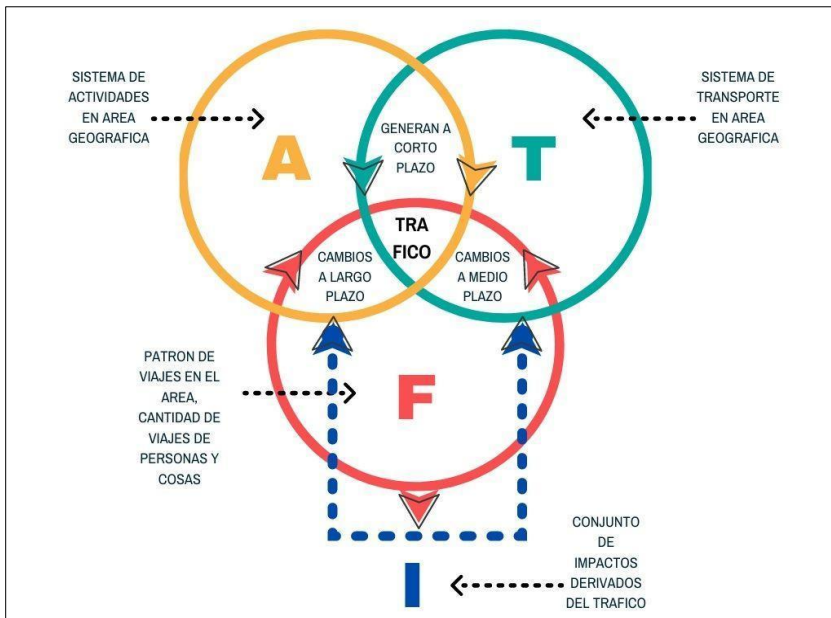 SISTEMA DE
ACTIVIDADES
EN AREA
GEOGRAFICA
SISTEMA DE
TRANSPORTE
EN AREA
GEOGRAFICA
A
GENERAN A
CORTO
PLAZO
T
TRA
FICO
CAMBIOS
A LARGO
PLAZO
CAMBIOS
A MEDIO
PLAZO
PATRON DE
VIAJES EN EL
AREA,
CANTIDAD DE
VIAJES DE
PERSONAS Y
COSAS
F
I
CONJUNTO
DE
IMPACTOS
DERIVADOS
DEL TRAFICO